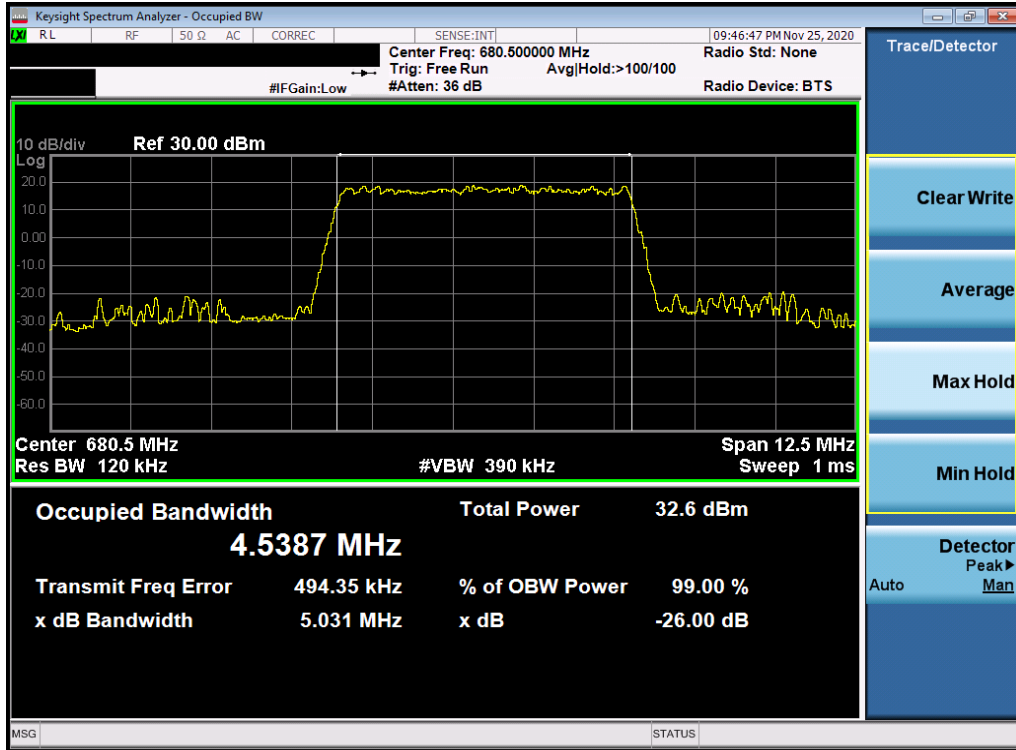 Keysight Spectrum Analyzer - Occupied BW
LXI RL RF 50 Ω AC CORREC SENSE:INT 09:46:47 PM Nov 25, 2020
Center Freq: 680.500000 MHz Radio Std: None
Trig: Free Run Avg|Hold:>100/100
#IFGain:Low #Atten: 36 dB Radio Device: BTS
Trace/Detector
10 dB/div Ref 30.00 dBm
Log
20.0
10.0
0.00
-10.0
-20.0
-30.0
-40.0
-50.0
-60.0
Center 680.5 MHz Span 12.5 MHz
Res BW 120 kHz #VBW 390 kHz Sweep 1 ms
Occupied Bandwidth Total Power 32.6 dBm
4.5387 MHz
Transmit Freq Error 494.35 kHz % of OBW Power 99.00 %
x dB Bandwidth 5.031 MHz x dB -26.00 dB
Clear Write
Average
Max Hold
Min Hold
Detector
Peak▶
Auto Man
MSG STATUS